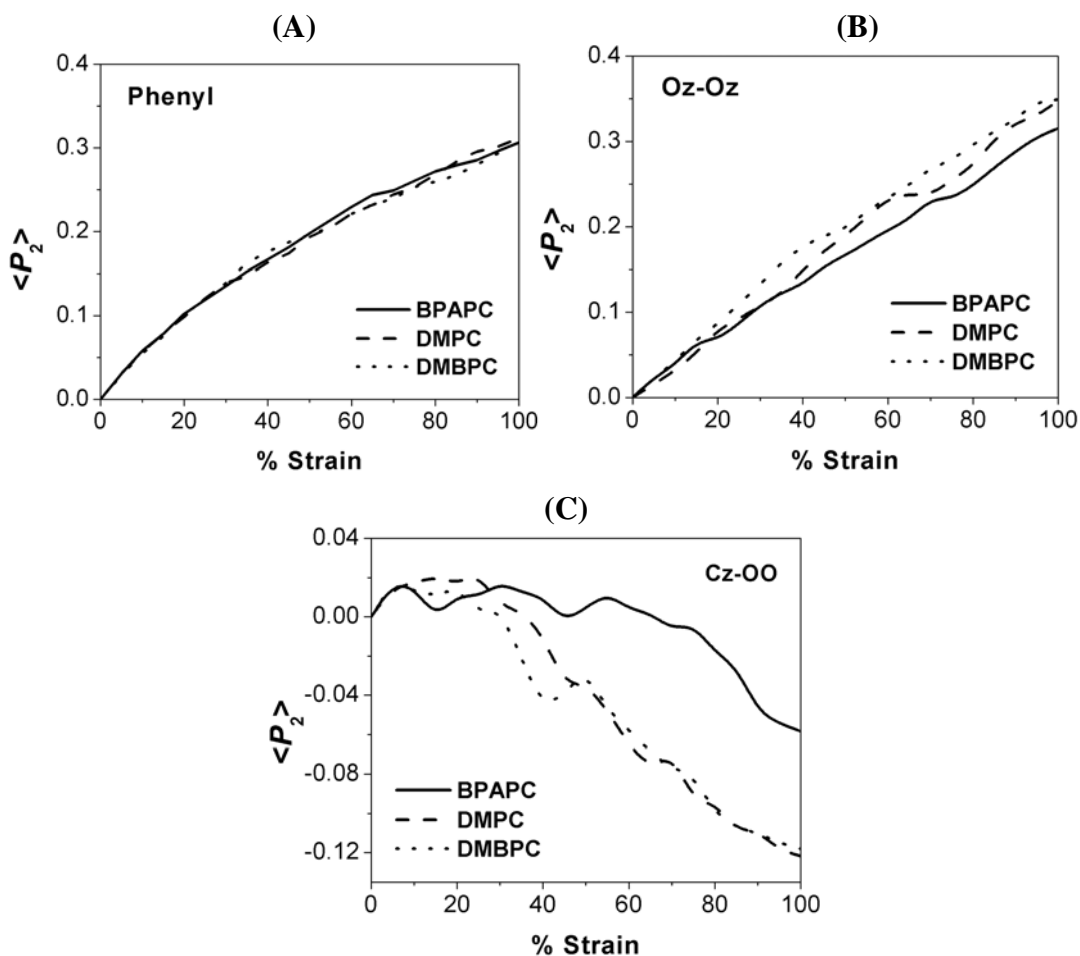 (A)
(B)
0.4
0.3
0.2
0.1
0.0
<P2>
Phenyl
BPAPC
DMPC
DMBPC
0
20
40
60
80
100
% Strain
0.4
0.3
0.2
0.1
0.0
<P2>
Oz-Oz
BPAPC
DMPC
DMBPC
0
20
40
60
80
100
% Strain
(C)
0.04
0.00
-0.04
-0.08
-0.12
<P2>
Cz-OO
BPAPC
DMPC
DMBPC
0
20
40
60
80
100
% Strain